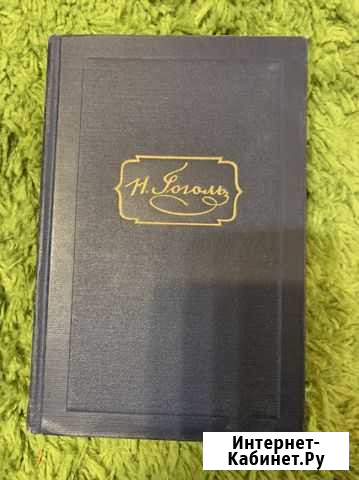 Н. Гоголь
Интернет-
Кабинет.Ру